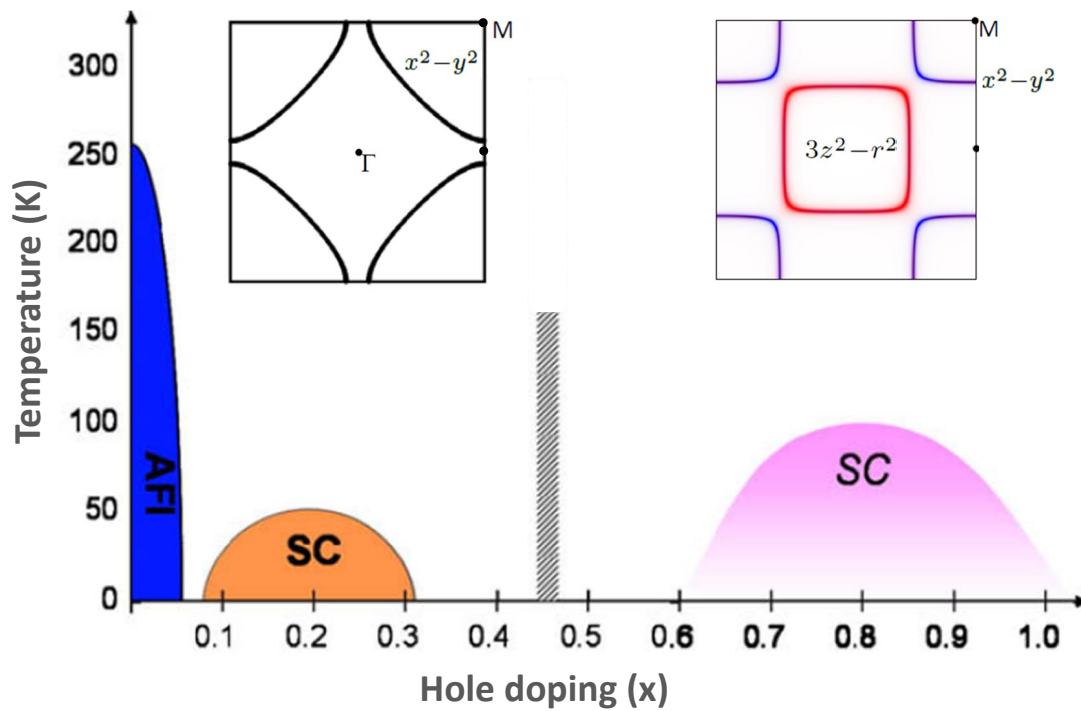 300
250
200
150
100
50
0
Temperature (K)
M
x²−y²
Γ
M
x²−y²
3z²−r²
AFI
SC
SC
0.1 0.2 0.3 0.4 0.5 0.6 0.7 0.8 0.9 1.0
Hole doping (x)